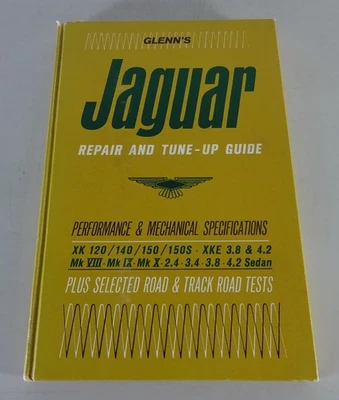 GLENN'S
Jaguar
REPAIR AND TUNE-UP GUIDE
PERFORMANCE & MECHANICAL SPECIFICATIONS
XK 120/140/150/150S · XKE 3.8 & 4.2
Mk VIII · Mk IX · Mk X · 2.4 · 3.4 · 3.8 · 4.2 Sedan
PLUS SELECTED ROAD & TRACK ROAD TESTS